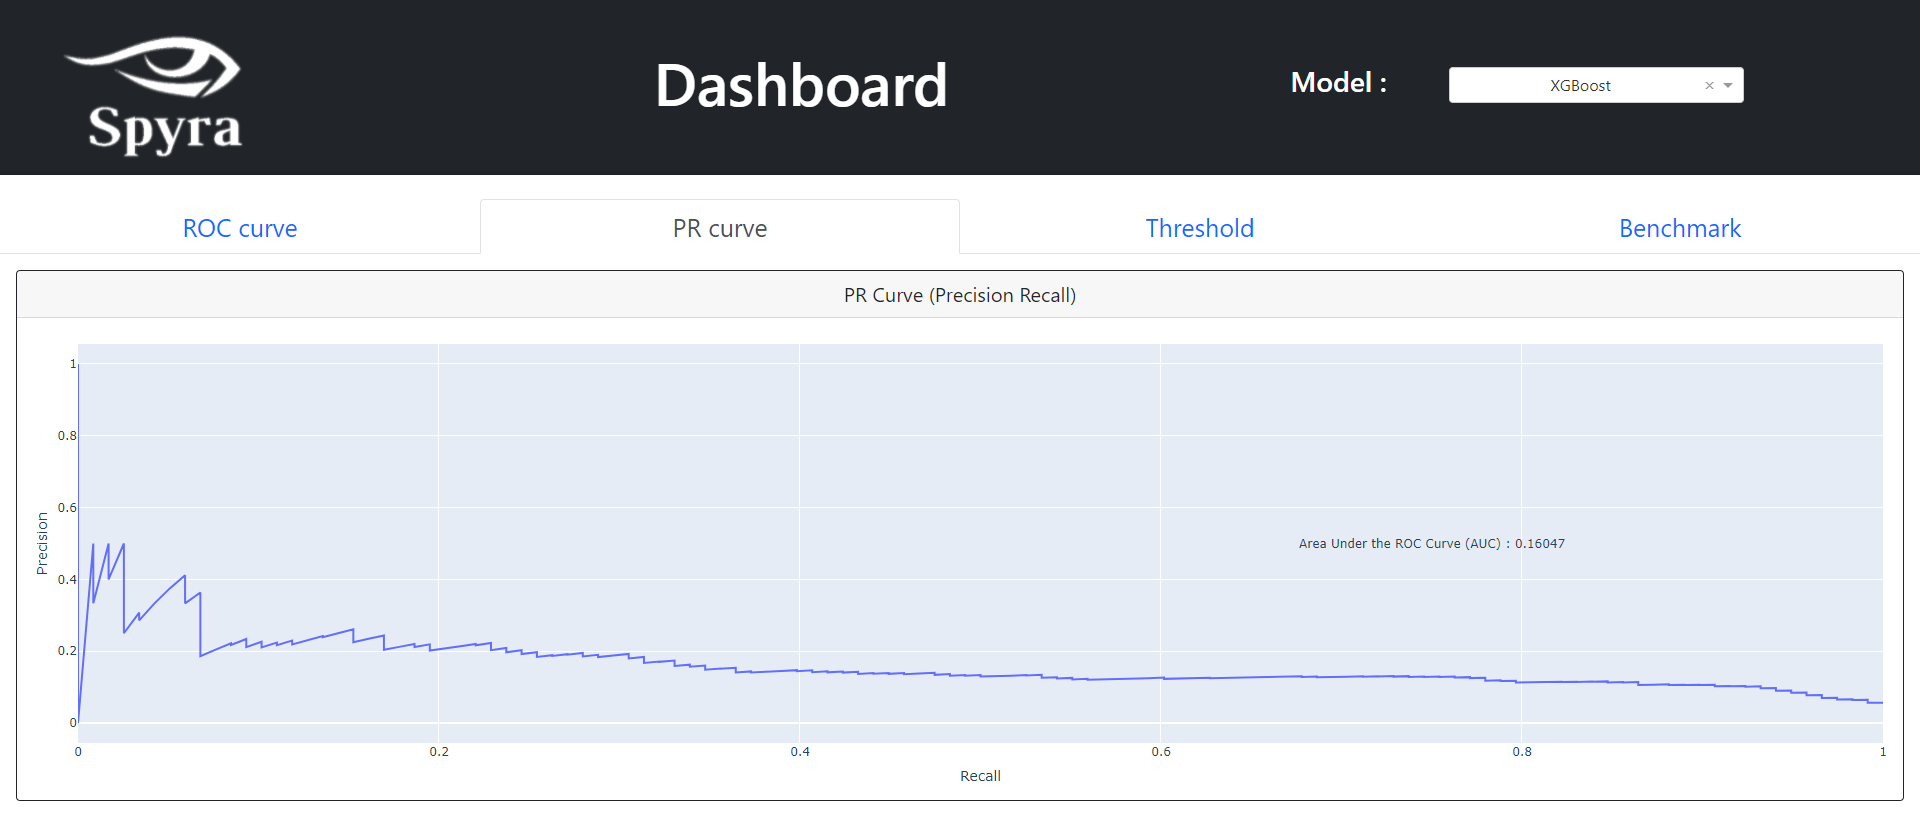 Spyra
Dashboard
Model :
XGBoost
ROC curve
PR curve
Threshold
Benchmark
PR Curve (Precision Recall)
1
0.8
0.6
0.4
0.2
0
Precision
Area Under the ROC Curve (AUC) : 0.16047
0
0.2
0.4
0.6
0.8
1
Recall